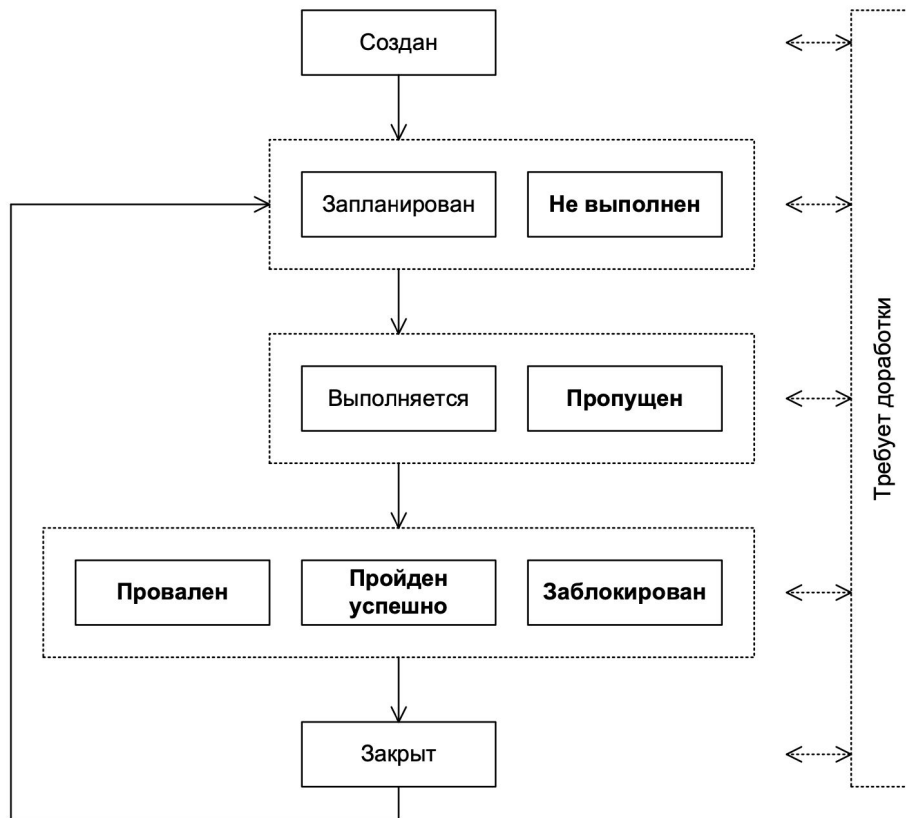 Создан
Запланирован
Не выполнен
Выполняется
Пропущен
Провален
Пройден
успешно
Заблокирован
Закрыт
Требует доработки